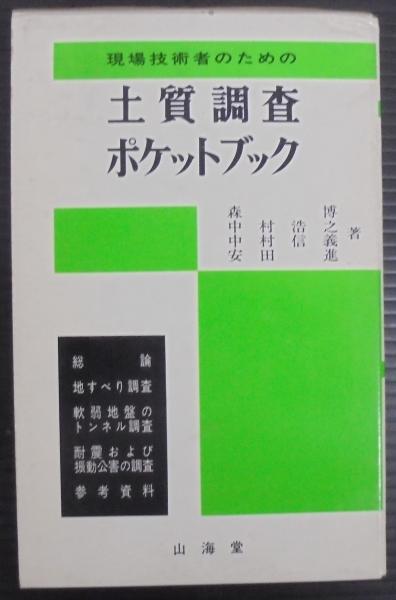 現場技術者のための
土質調査
ポケットブック
森博
中村浩之
中村信義
安田進
著
総論
地すべり調査
軟弱地盤の
トンネル調査
耐震および
振動公害の調査
参考資料
山海堂